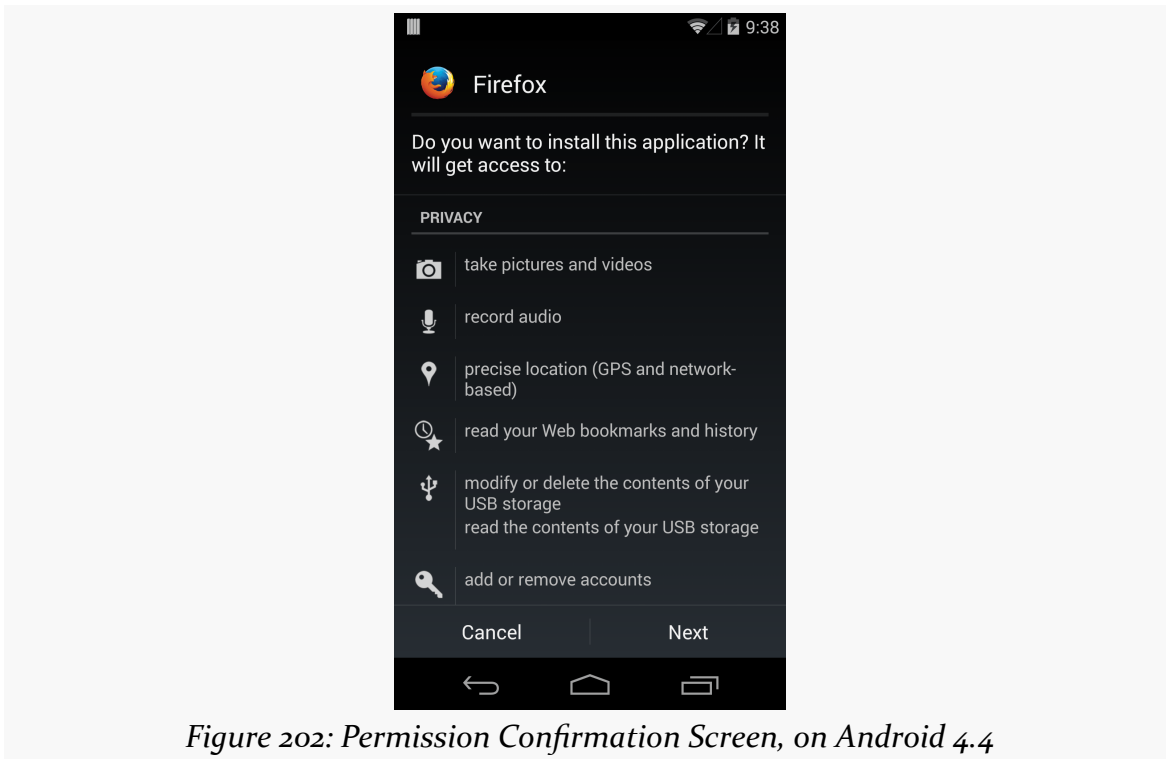 9:38
Firefox
Do you want to install this application? It
will get access to:
PRIVACY
take pictures and videos
record audio
precise location (GPS and network-
based)
read your Web bookmarks and history
modify or delete the contents of your
USB storage
read the contents of your USB storage
add or remove accounts
Cancel Next
Figure 202: Permission Confirmation Screen, on Android 4.4